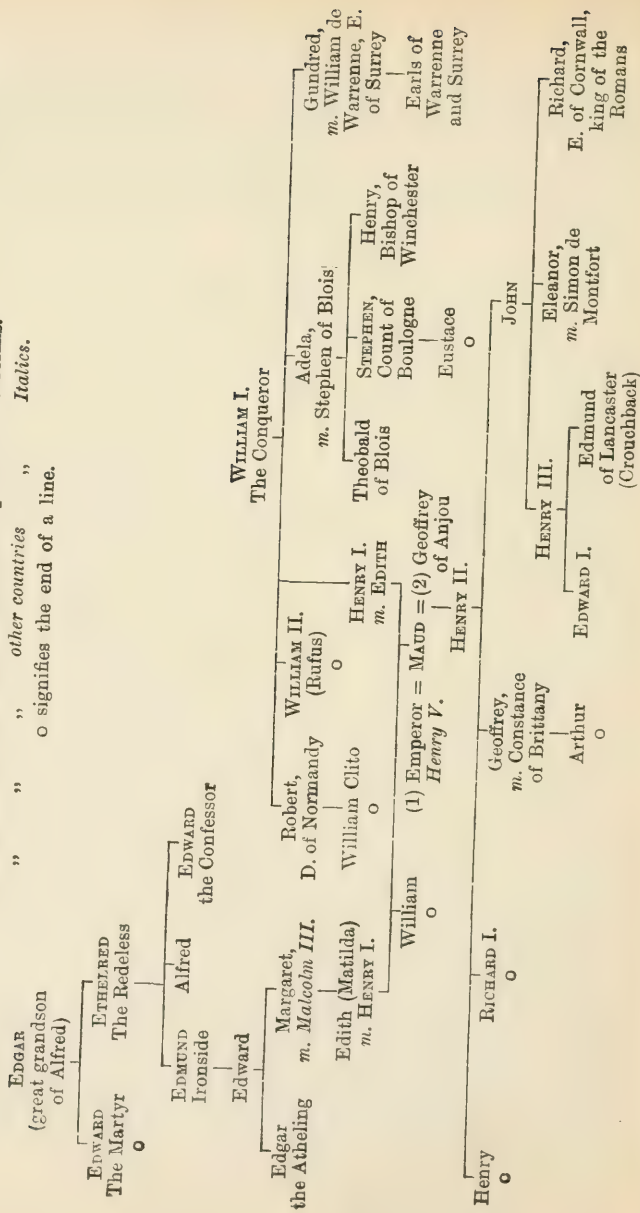 „ „ „ other countries „ Italics.
O signifies the end of a line.
EDGAR
(great grandson
of Alfred)
EDWARD
The Martyr
O
ETHELRED
The Redeless
EDMUND
Ironside
Alfred
EDWARD
the Confessor
Edward
Edgar
the Atheling
Margaret,
m. Malcolm III.
Edith (Matilda)
m. HENRY I.
WILLIAM I.
The Conqueror
Robert,
D. of Normandy
William Clito
O
WILLIAM II.
(Rufus)
O
HENRY I.
m. EDITH
Adela,
m. Stephen of Blois
Gundred,
m. William de
Warrenne, E.
of Surrey
Earls of
Warrenne
and Surrey
Theobald
of Blois
STEPHEN,
Count of
Boulogne
Henry,
Bishop of
Winchester
Eustace
O
William
O
(1) Emperor = MAUD = (2) Geoffrey
Henry V. of Anjou
HENRY II.
Henry
O
RICHARD I.
O
Geoffrey,
m. Constance
of Brittany
Arthur
O
JOHN
HENRY III.
Eleanor,
m. Simon de
Montfort
Richard,
E. of Cornwall,
king of the
Romans
EDWARD I.
Edmund
of Lancaster
(Crouchback)